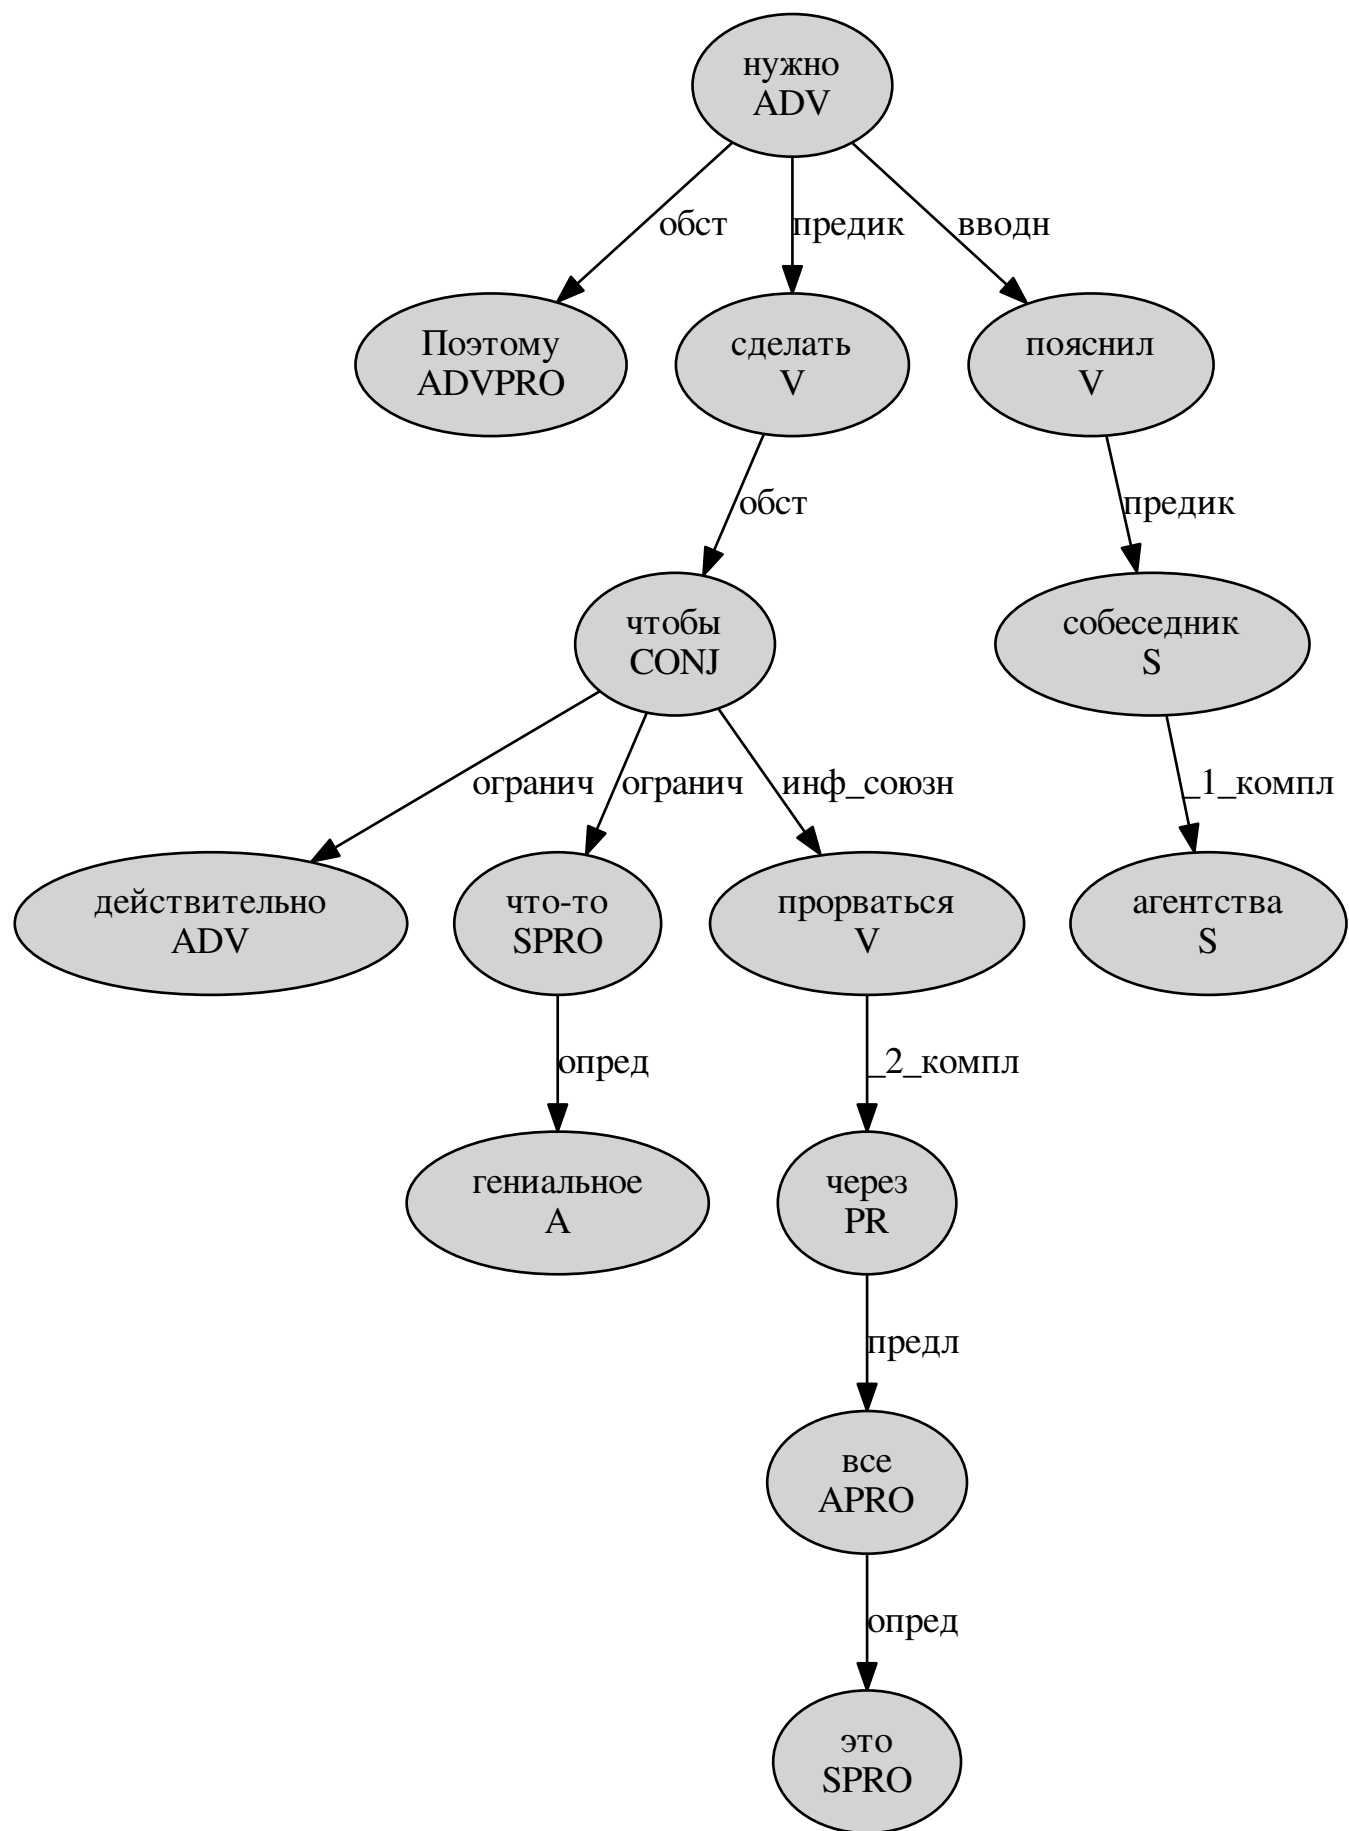 нужно
ADV
обст
предик
вводн
Поэтому
ADVPRO
сделать
V
пояснил
V
обст
предик
чтобы
CONJ
собеседник
S
огранич
огранич
инф_союзн
_1_компл
действительно
ADV
что-то
SPRO
прорваться
V
агентства
S
опред
_2_компл
гениальное
A
через
PR
предл
все
APRO
опред
это
SPRO